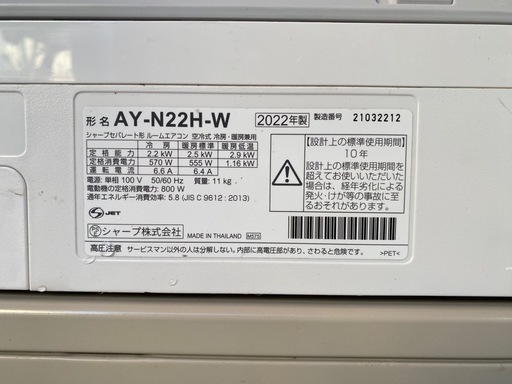 形名 AY-N22H-W 2022年製 製造番号 21032212
シャープセパレート形 ルームエアコン 空冷式 冷房・暖房兼用
冷房 暖房標準 暖房低温
定格能力 2.2 kW 2.5 kW 2.9 kW
定格消費電力 570 W 555 W 1.16 kW
運転電流 6.6 A 6.4 A
電源:単相 100 V 50/60 Hz 質量:11kg
電動機の定格消費電力:800 W
通年エネルギー消費効率:5.8 (JIS C 9612 : 2013)
【設計上の標準使用期間】
10年
設計上の標準使用期間を
超えてお使いいただいた
場合は、経年劣化による
発火・けが等の事故に至
るおそれがあります。
S JET
PS E シャープ株式会社 MADE IN THAILAND MS75
高圧注意 サービスマン以外の人は分解しない。内部に高電圧部があり、さわると危険です。
>PET<